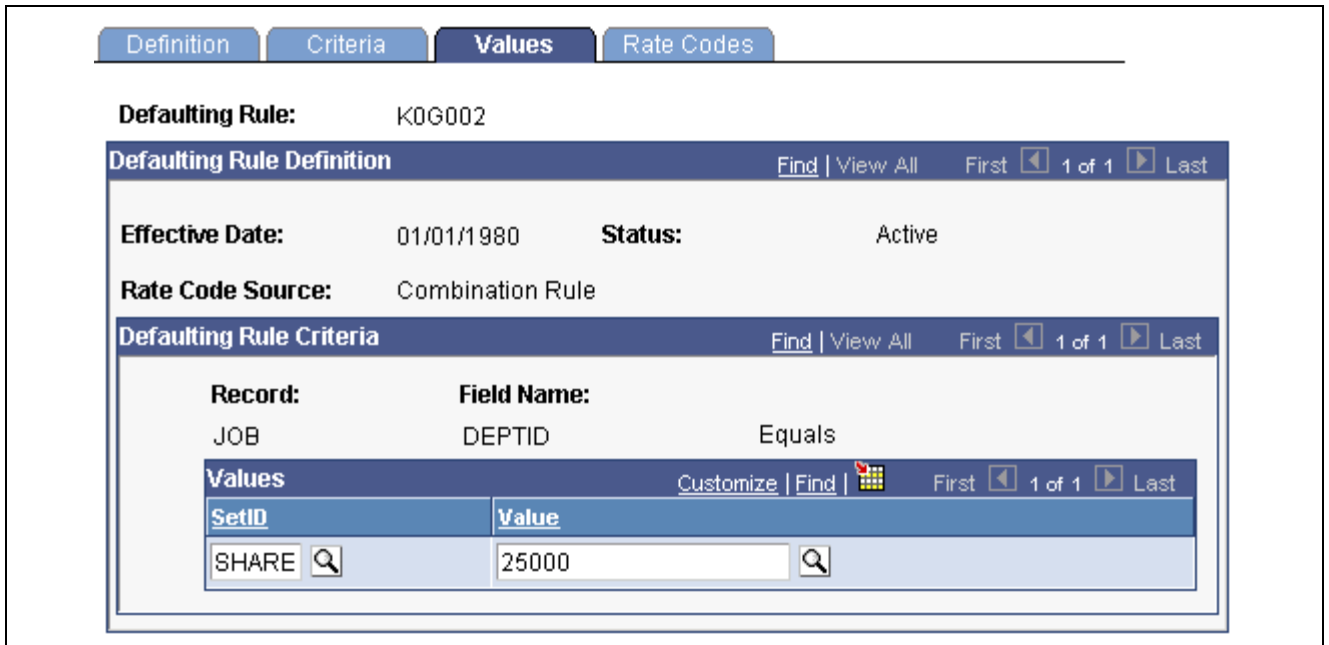 Definition Criteria Values Rate Codes
Defaulting Rule: K0G002
Defaulting Rule Definition Find | View All First 1 of 1 Last
Effective Date: 01/01/1980 Status: Active
Rate Code Source: Combination Rule
Defaulting Rule Criteria Find | View All First 1 of 1 Last
Record: Field Name:
JOB DEPTID Equals
Values Customize | Find | First 1 of 1 Last
SetID Value
SHARE 25000